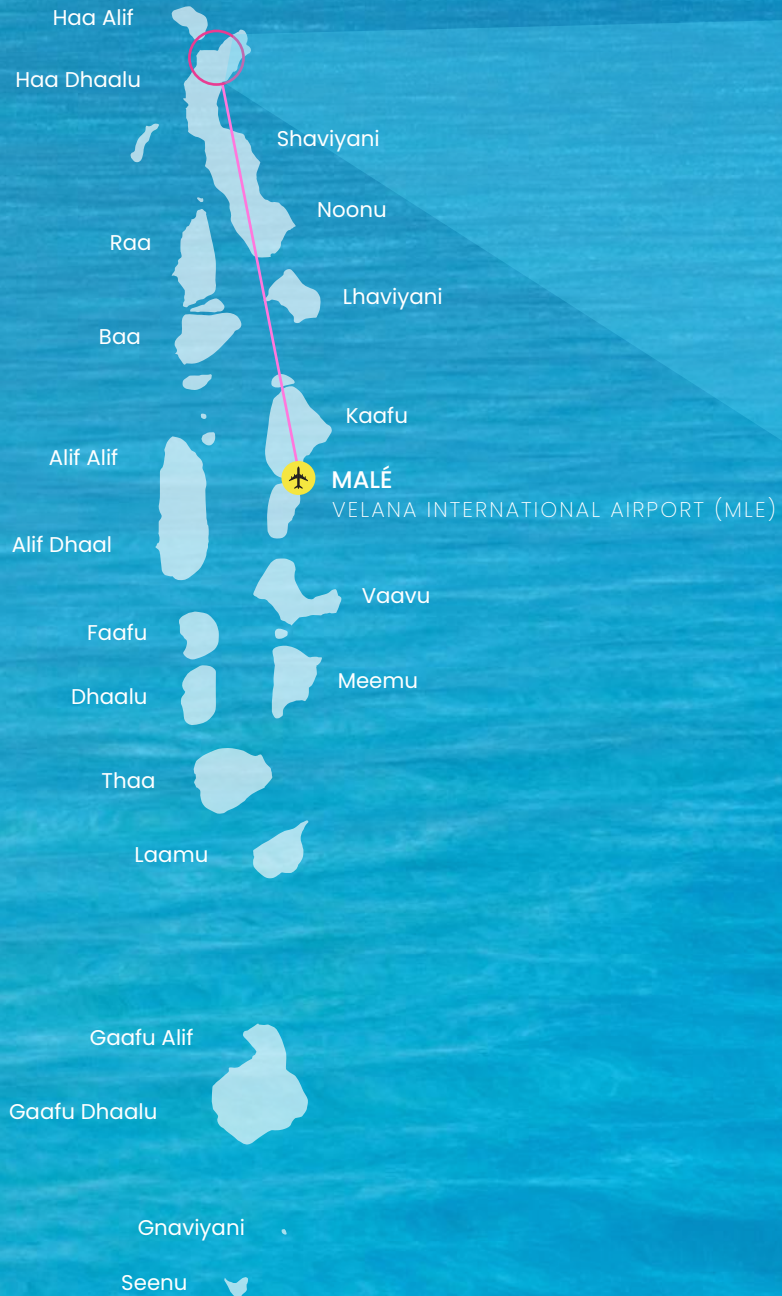 Haa Alif
Haa Dhaalu
Shaviyani
Noonu
Raa
Lhaviyani
Baa
Kaafu
Alif Alif
MALÉ
VELANA INTERNATIONAL AIRPORT (MLE)
Alif Dhaal
Vaavu
Faafu
Meemu
Dhaalu
Thaa
Laamu
Gaafu Alif
Gaafu Dhaalu
Gnaviyani
Seenu